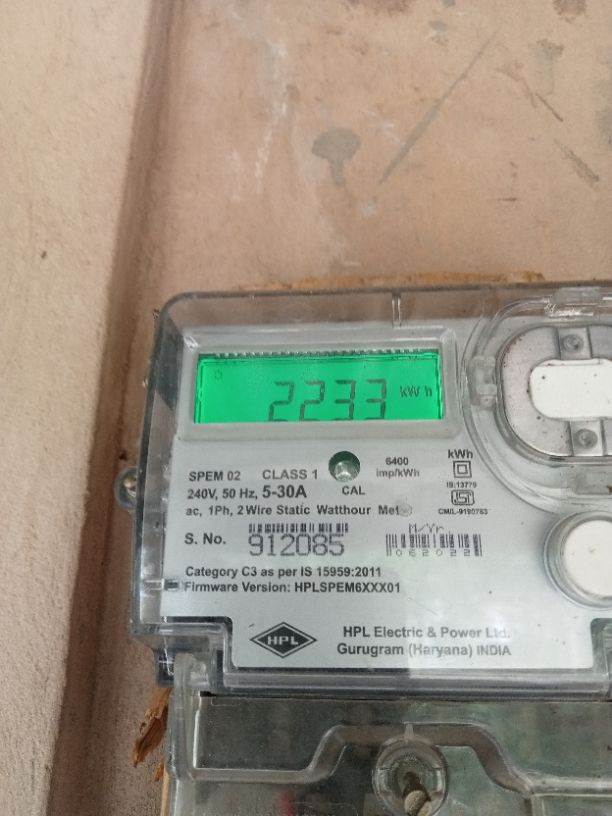 2233 kWh
SPEM 02 CLASS 1
6400 imp/kWh
kWh
240V, 50 Hz, 5-30A
CAL
IS:13779
ac, 1Ph, 2 Wire Static Watthour
CM/L-9190783
S. No. 912085
M/Yr.
062022
Category C3 as per IS 15959:2011
Firmware Version: HPLSPEM6XXX01
HPL
HPL Electric & Power Ltd.
Gurugram (Haryana) INDIA